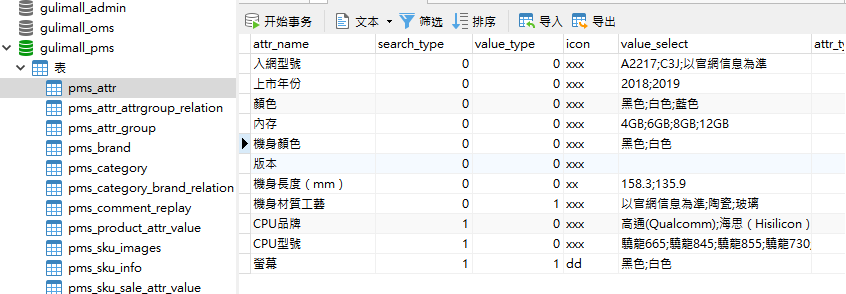 gulimall_admin
gulimall_oms
gulimall_pms
表
pms_attr
pms_attr_attrgroup_relation
pms_attr_group
pms_brand
pms_category
pms_category_brand_relation
pms_comment_replay
pms_product_attr_value
pms_sku_images
pms_sku_info
pms_sku_sale_attr_value
开始事务 文本 筛选 排序 导入 导出
attr_name search_type value_type icon value_select attr_ty
入網型號 0 0 xxx A2217;C3J;以官網信息為準
上市年份 0 0 xxx 2018;2019
顏色 0 0 xxx 黑色;白色;藍色
內存 0 0 xxx 4GB;6GB;8GB;12GB
機身顏色 0 0 xxx 黑色;白色
版本 0 0 xxx
機身長度（mm） 0 0 xx 158.3;135.9
機身材質工藝 0 1 xxx 以官網信息為準;陶瓷;玻璃
CPU品牌 1 0 xxx 高通(Qualcomm);海思（Hisilicon）
CPU型號 1 0 xxx 驍龍665;驍龍845;驍龍855;驍龍730;
螢幕 1 1 dd 黑色;白色